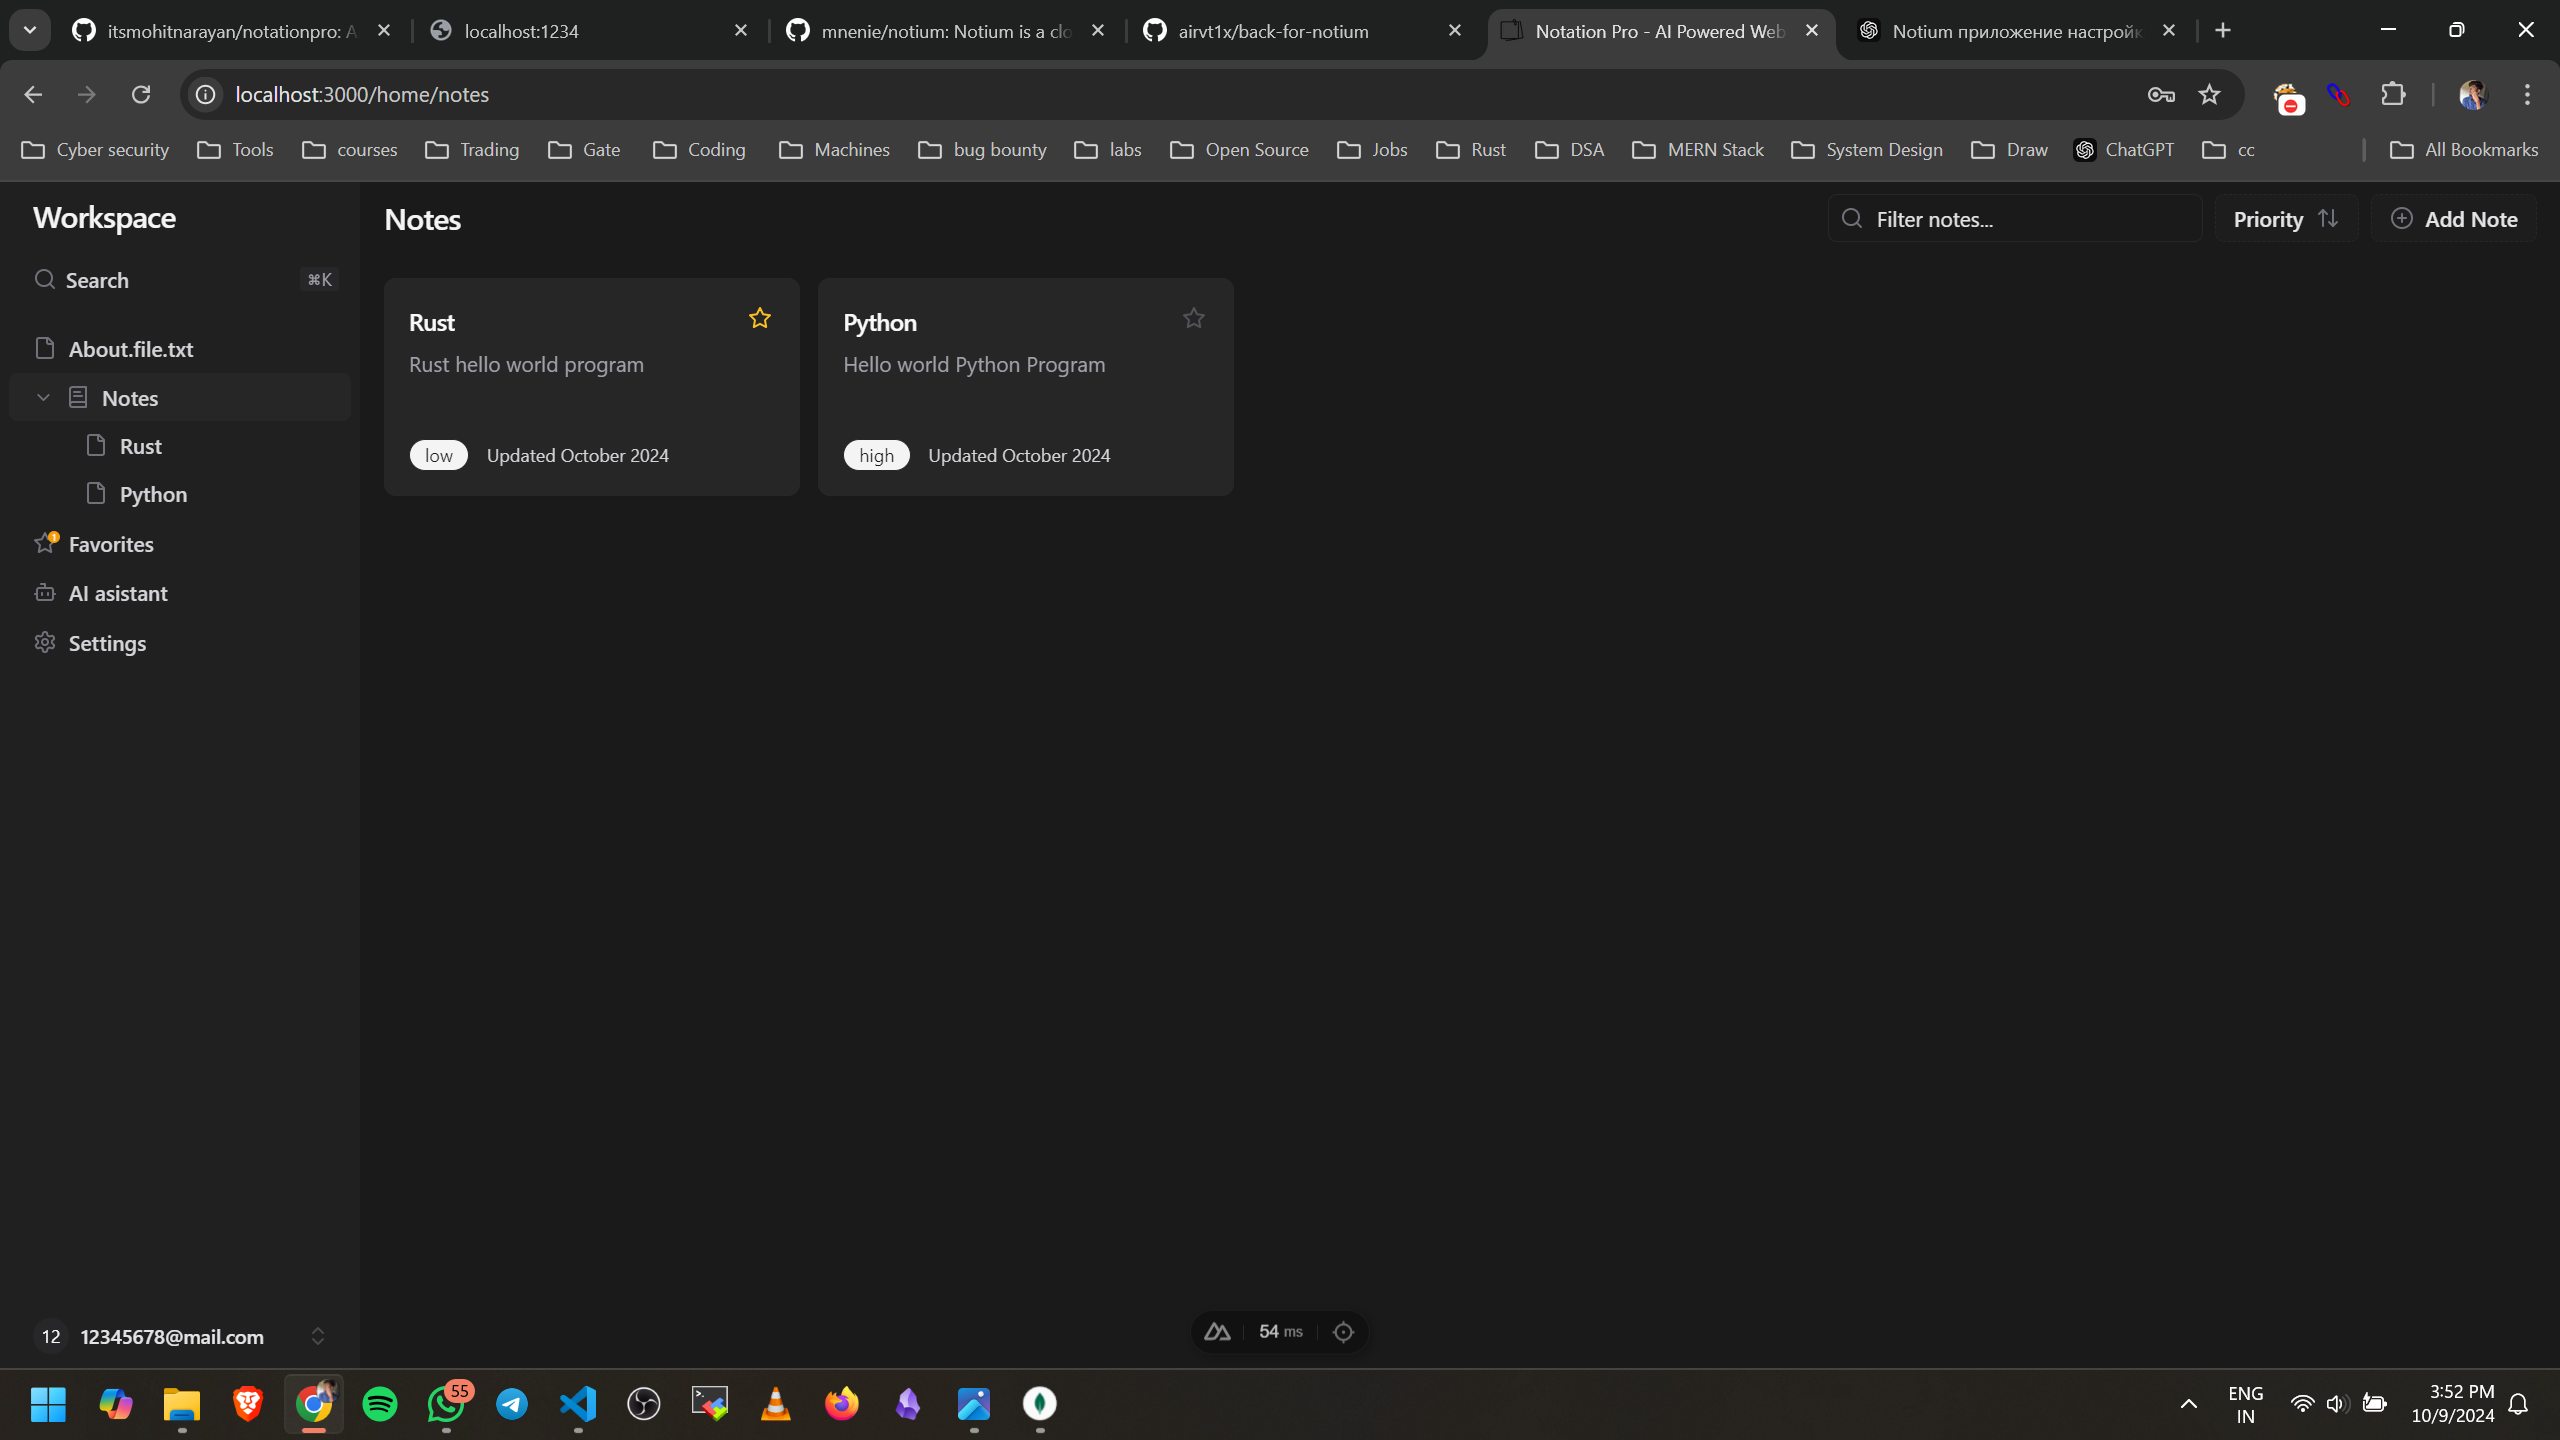 itsmohitnarayan/notationpro: A
localhost:1234
mnenie/notium: Notium is a clo
airvt1x/back-for-notium
Notation Pro - AI Powered Web
Notium приложение настройк
localhost:3000/home/notes
Cyber security
Tools
courses
Trading
Gate
Coding
Machines
bug bounty
labs
Open Source
Jobs
Rust
DSA
MERN Stack
System Design
Draw
ChatGPT
cc
All Bookmarks
Workspace
Search
⌘K
About.file.txt
Notes
Rust
Python
Favorites
1
AI asistant
Settings
12
12345678@mail.com
Notes
Filter notes...
Priority
Add Note
Rust
Rust hello world program
low
Updated October 2024
Python
Hello world Python Program
high
Updated October 2024
54 ms
55
ENG
IN
3:52 PM
10/9/2024